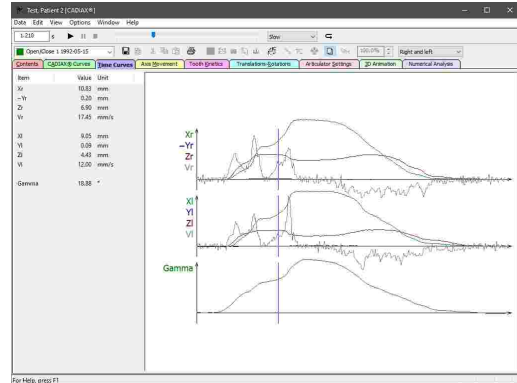 Test, Patient 2 [CADIAX®]
Data Edit View Options Window Help
1.210 s Slow
Open/Close 1 1992-05-15 100.0% Right and left
Contents CADIAX® Curves Time Curves Axis Movement Tooth Kinetics Translations-Rotations Articulator Settings 3D Animation Numerical Analysis
Item Value Unit
Xr 10.83 mm
-Yr 0.20 mm
Zr 6.90 mm
Vr 17.45 mm/s
Xl 9.05 mm
Yl 0.09 mm
Zl 4.43 mm
Vl 12.00 mm/s
Gamma 18.88 °
Xr
-Yr
Zr
Vr
Xl
Yl
Zl
Vl
Gamma
For Help, press F1